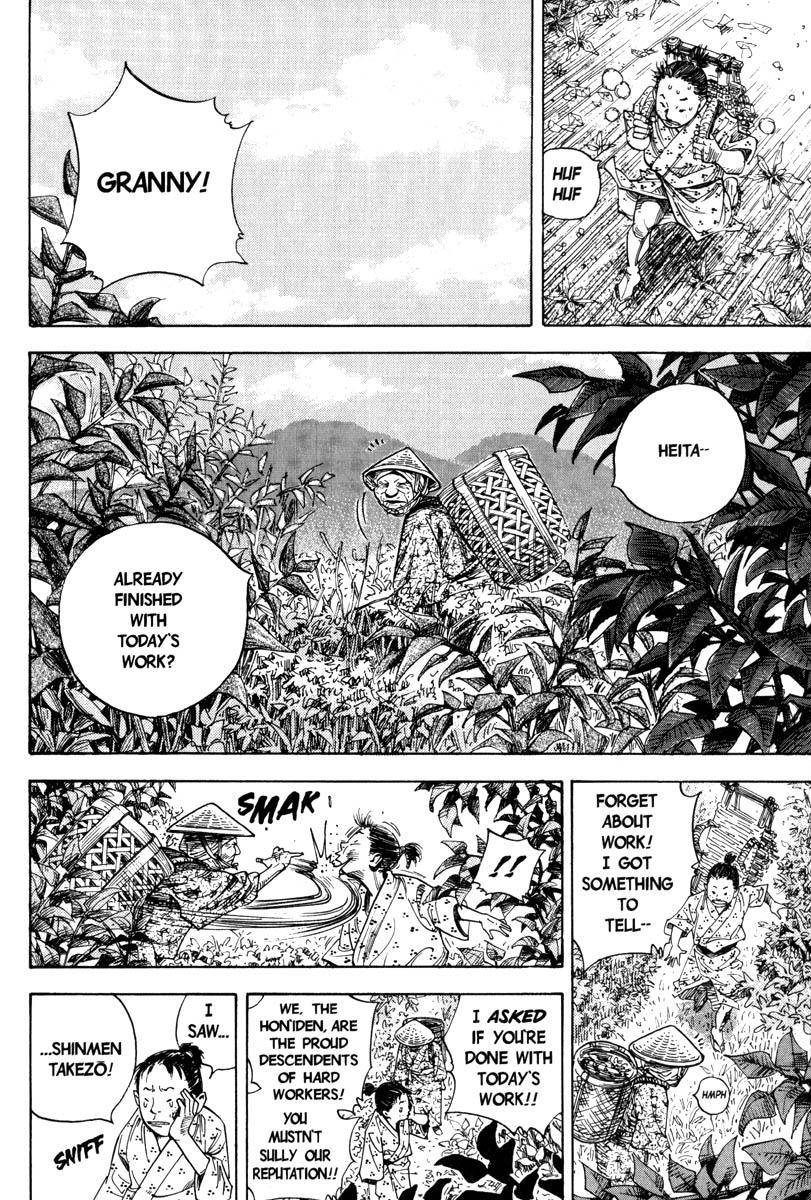 HUF
HUF
GRANNY!
HEITA--
ALREADY
FINISHED
WITH
TODAY'S
WORK?
FORGET
ABOUT
WORK!
I GOT
SOMETHING
TO
TELL--
HMPH
!!
SMAK
I ASKED
IF YOU'RE
DONE WITH
TODAY'S
WORK!!
WE, THE
HON'IDEN, ARE
THE PROUD
DESCENDENTS
OF HARD
WORKERS!
YOU
MUSTN'T
SULLY OUR
REPUTATION!!
I
SAW...
...SHINMEN
TAKEZŌ!
SNIFF